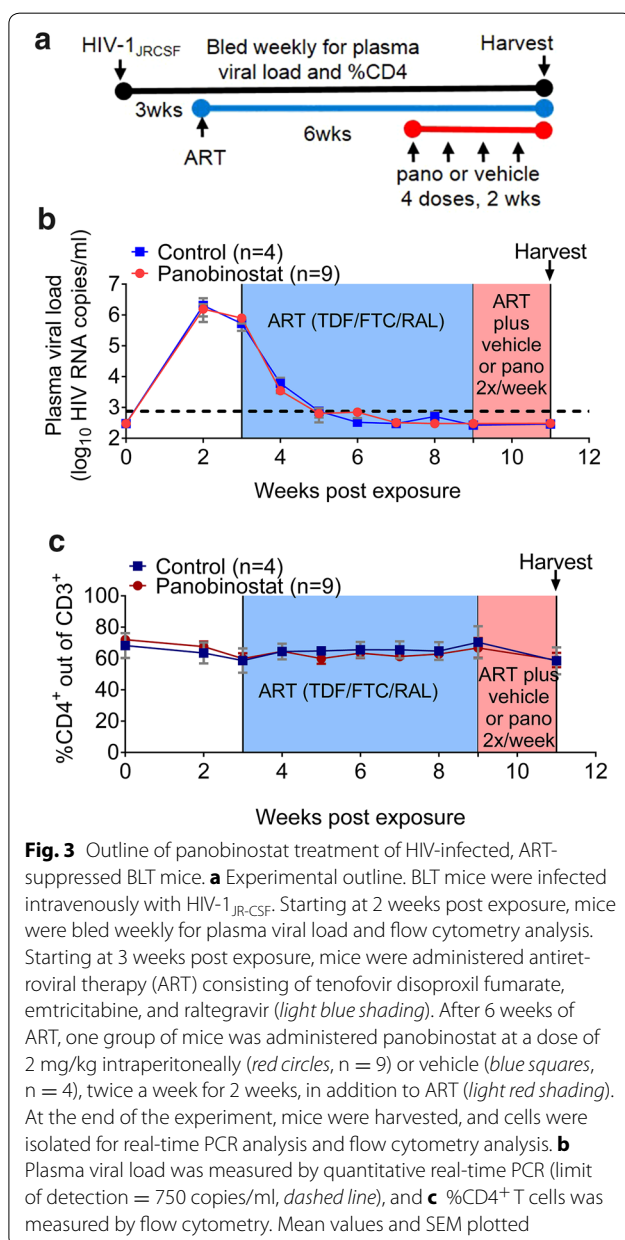 a
HIV-1JRCSF
Bled weekly for plasma
viral load and %CD4
Harvest
3wks
ART
6wks
pano or vehicle
4 doses, 2 wks
b
Control (n=4)
Panobinostat (n=9)
Harvest
Plasma viral load
(log10 HIV RNA copies/ml)
7
6
5
4
3
2
ART (TDF/FTC/RAL)
ART
plus
vehicle
or pano
2x/week
0 2 4 6 8 10 12
Weeks post exposure
c
Control (n=4)
Panobinostat (n=9)
Harvest
%CD4+ out of CD3+
100
80
60
40
20
0
ART (TDF/FTC/RAL)
ART plus
vehicle
or pano
2x/week
0 2 4 6 8 10 12
Weeks post exposure
Fig. 3 Outline of panobinostat treatment of HIV-infected, ART-
suppressed BLT mice. a Experimental outline. BLT mice were infected
intravenously with HIV-1JR-CSF. Starting at 2 weeks post exposure, mice
were bled weekly for plasma viral load and flow cytometry analysis.
Starting at 3 weeks post exposure, mice were administered antiret-
roviral therapy (ART) consisting of tenofovir disoproxil fumarate,
emtricitabine, and raltegravir (light blue shading). After 6 weeks of
ART, one group of mice was administered panobinostat at a dose of
2 mg/kg intraperitoneally (red circles, n = 9) or vehicle (blue squares,
n = 4), twice a week for 2 weeks, in addition to ART (light red shading).
At the end of the experiment, mice were harvested, and cells were
isolated for real-time PCR analysis and flow cytometry analysis. b
Plasma viral load was measured by quantitative real-time PCR (limit
of detection = 750 copies/ml, dashed line), and c %CD4+ T cells was
measured by flow cytometry. Mean values and SEM plotted